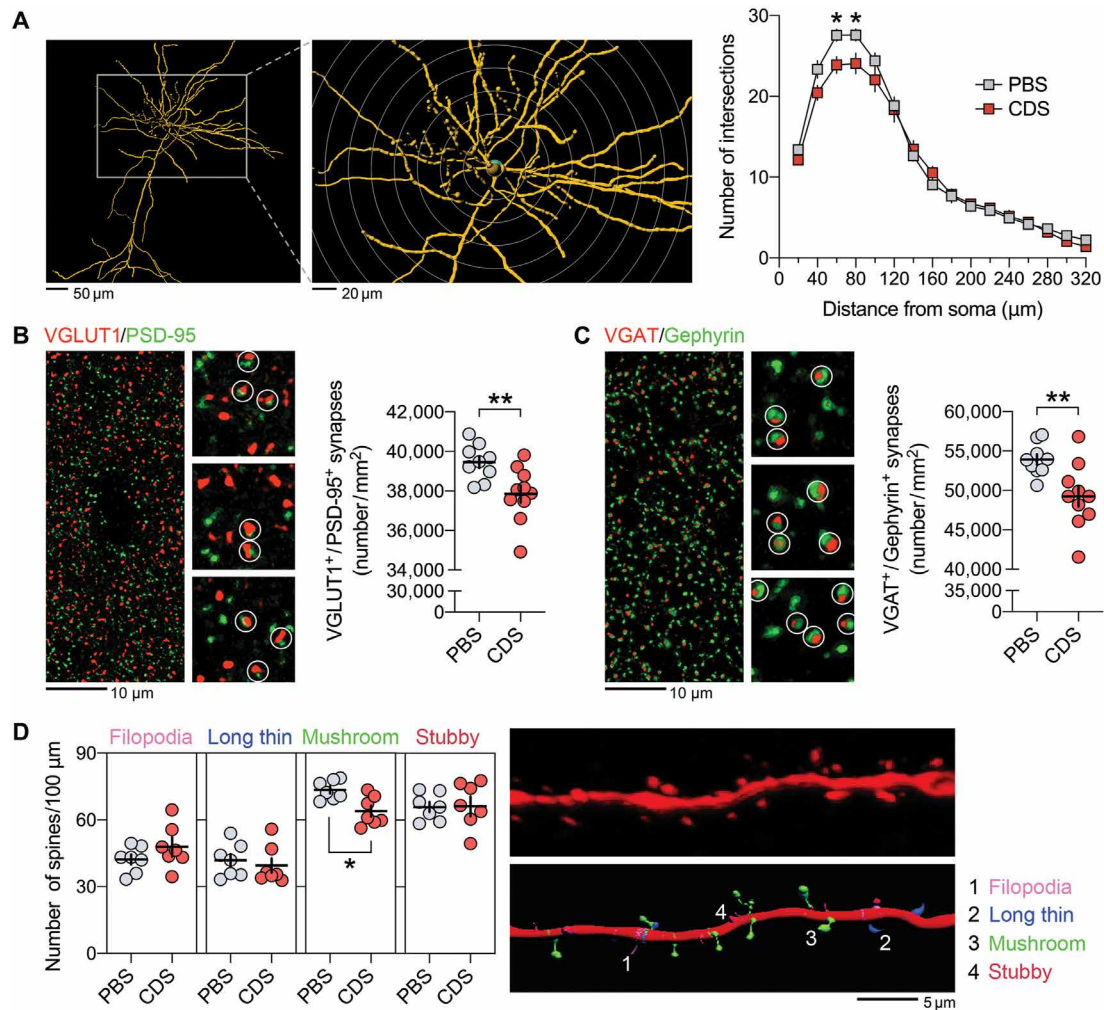 A
50 µm
20 µm
Number of intersections
30
20
10
0
* *
PBS
CDS
40 80 120 160 200 240 280 320
Distance from soma (µm)
B
VGLUT1/PSD-95
10 µm
VGLUT1+/PSD-95+ synapses
(number/mm2)
42,000
40,000
38,000
36,000
34,000
30,000
0
**
PBS
CDS
C
VGAT/Gephyrin
10 µm
VGAT+/Gephyrin+ synapses
(number/mm2)
60,000
55,000
50,000
45,000
40,000
35,000
0
**
PBS
CDS
D
Filopodia Long thin Mushroom Stubby
Number of spines/100 µm
90
60
30
0
*
PBS CDS PBS CDS PBS CDS PBS CDS
1
4
3
2
1 Filopodia
2 Long thin
3 Mushroom
4 Stubby
5 µm